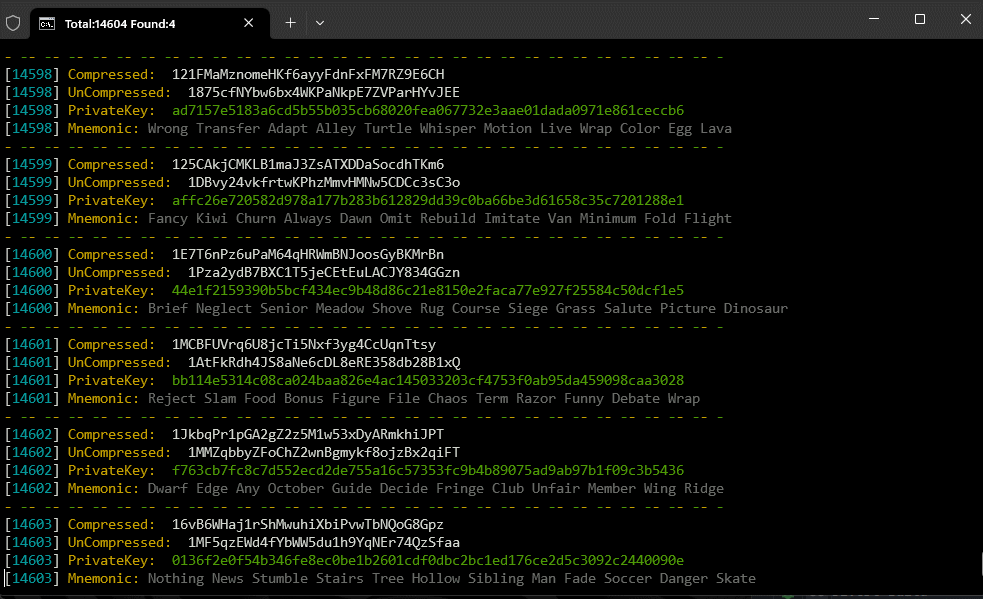 Total:14604 Found:4
[14598] Compressed: 121FMaMznomeHKf6ayyFdnFxFM7RZ9E6CH
[14598] UnCompressed: 1875cfNYbw6bx4WKPaNkpE7ZVParHYvJEE
[14598] PrivateKey: ad7157e5183a6cd5b55b035cb68020fea067732e3aae01dada0971e861ceccb6
[14598] Mnemonic: Wrong Transfer Adapt Alley Turtle Whisper Motion Live Wrap Color Egg Lava
[14599] Compressed: 125CAkjCMKLB1maJ3ZsATXDDaSocdhTKm6
[14599] UnCompressed: 1DBvy24vkfrtwKPhzMmvHMNw5CDCc3sC3o
[14599] PrivateKey: affc26e720582d978a177b283b612829dd39c0ba66be3d61658c35c7201288e1
[14599] Mnemonic: Fancy Kiwi Churn Always Dawn Omit Rebuild Imitate Van Minimum Fold Flight
[14600] Compressed: 1E7T6nPz6uPaM64qHRWmBNJoosGyBKMrBn
[14600] UnCompressed: 1Pza2ydB7BXC1T5jeCEtEuLACJY834GGzn
[14600] PrivateKey: 44e1f2159390b5bcf434ec9b48d86c21e8150e2faca77e927f25584c50dcf1e5
[14600] Mnemonic: Brief Neglect Senior Meadow Shove Rug Course Siege Grass Salute Picture Dinosaur
[14601] Compressed: 1MCBFUVrq6U8jcTi5Nxf3yg4CcUqnTtsy
[14601] UnCompressed: 1AtFkRdh4JS8aNe6cDL8eRE358db28B1xQ
[14601] PrivateKey: bb114e5314c08ca024baa826e4ac145033203cf4753f0ab95da459098caa3028
[14601] Mnemonic: Reject Slam Food Bonus Figure File Chaos Term Razor Funny Debate Wrap
[14602] Compressed: 1JkbqPr1pGA2gZ2z5M1w53xDyARmkhiJPT
[14602] UnCompressed: 1MMZqbbyZFoChZ2wnBgmykf8ojzBx2qiFT
[14602] PrivateKey: f763cb7fc8c7d552ecd2de755a16c57353fc9b4b89075ad9ab97b1f09c3b5436
[14602] Mnemonic: Dwarf Edge Any October Guide Decide Fringe Club Unfair Member Wing Ridge
[14603] Compressed: 16vB6WHaj1rShMwuhiXbiPvwTbNQoG8Gpz
[14603] UnCompressed: 1MF5qzEWd4fYbWW5du1h9YqNEr74QzSfaa
[14603] PrivateKey: 0136f2e0f54b346fe8ec0be1b2601cdf0dbc2bc1ed176ce2d5c3092c2440090e
[14603] Mnemonic: Nothing News Stumble Stairs Tree Hollow Sibling Man Fade Soccer Danger Skate